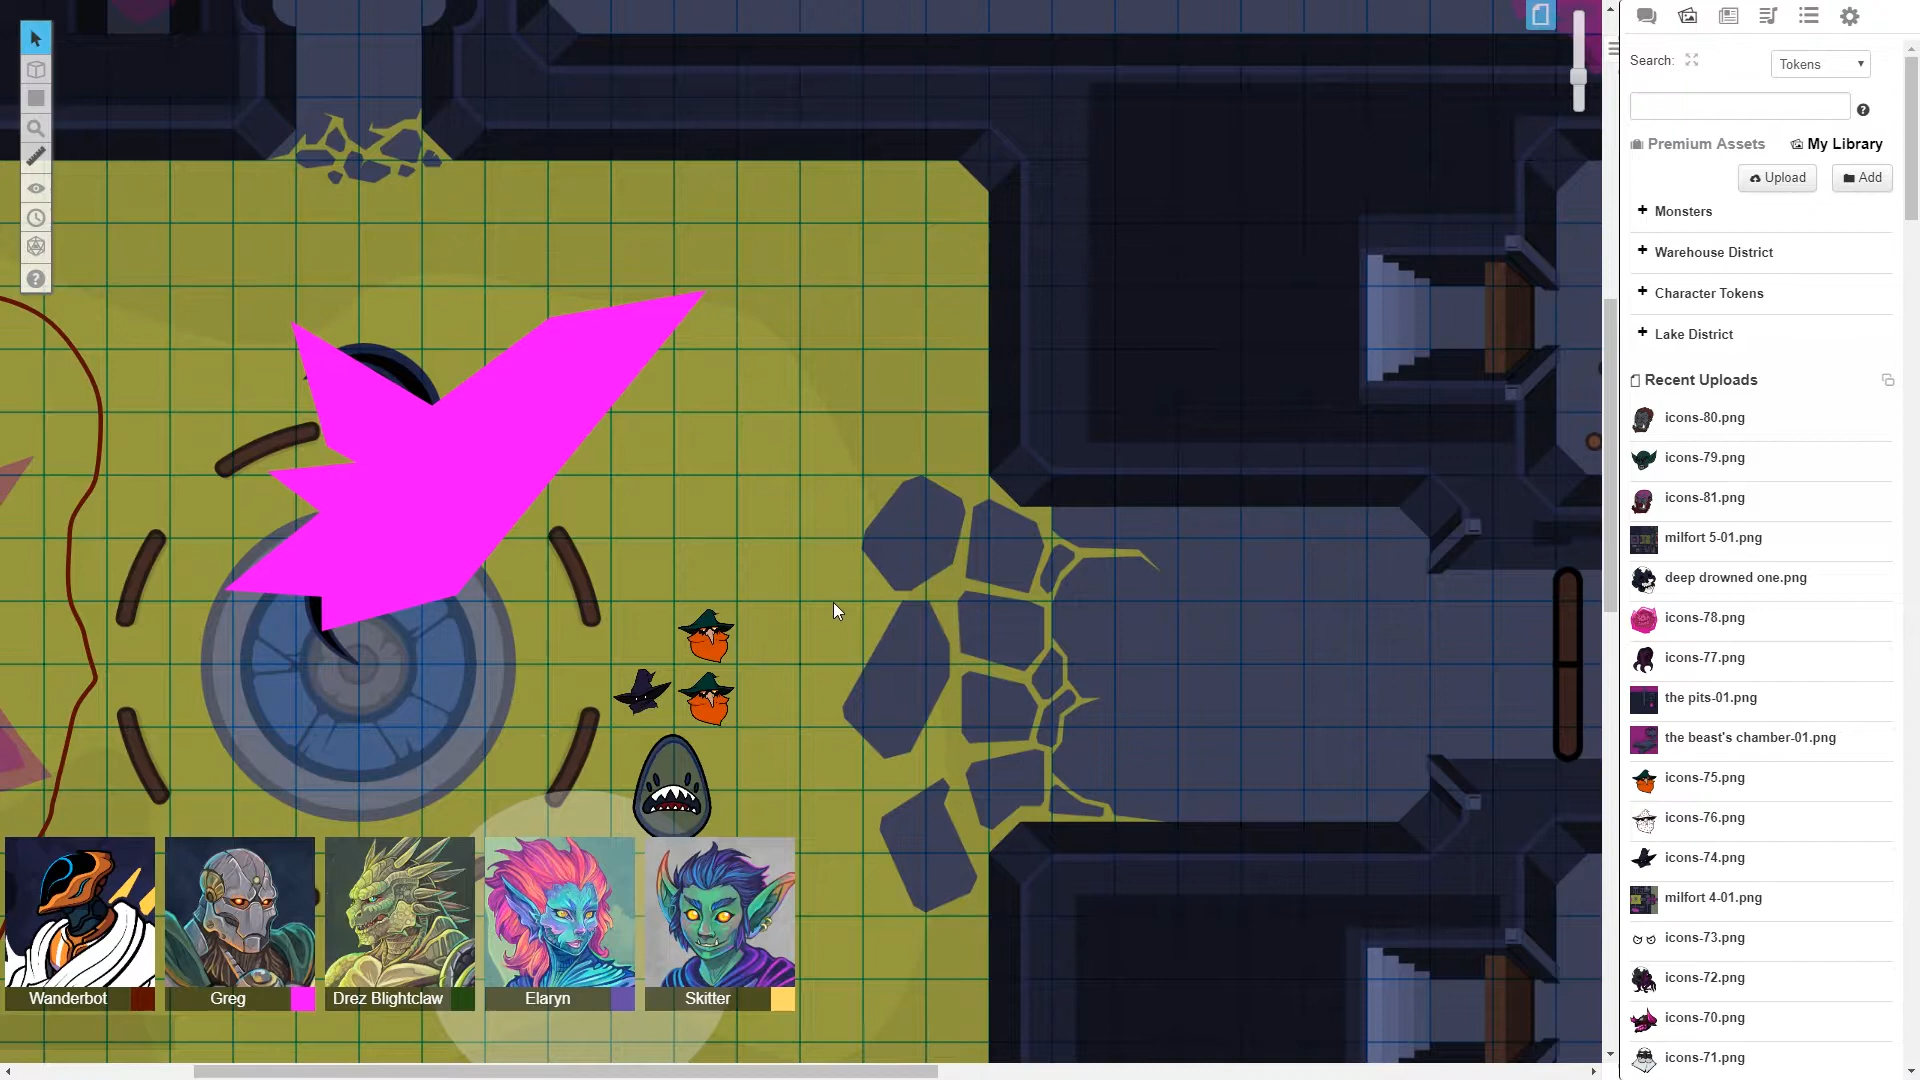 Search:
Tokens
Premium Assets
My Library
Upload
Add
Monsters
Warehouse District
Character Tokens
Lake District
Recent Uploads
icons-80.png
icons-79.png
icons-81.png
milfort 5-01.png
deep drowned one.png
icons-78.png
icons-77.png
the pits-01.png
the beast's chamber-01.png
icons-75.png
icons-76.png
icons-74.png
milfort 4-01.png
icons-73.png
icons-72.png
icons-70.png
icons-71.png
Wanderbot
Greg
Drez Blightclaw
Elaryn
Skitter